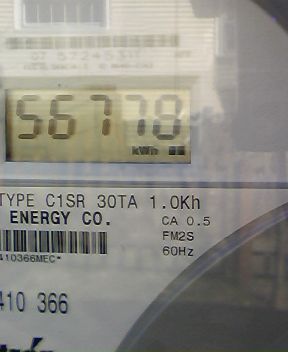 56778
kWh
TYPE C1SR 30TA 1.0Kh
ENERGY CO.
CA 0.5
FM2S
60Hz
410366MEC*
410 366